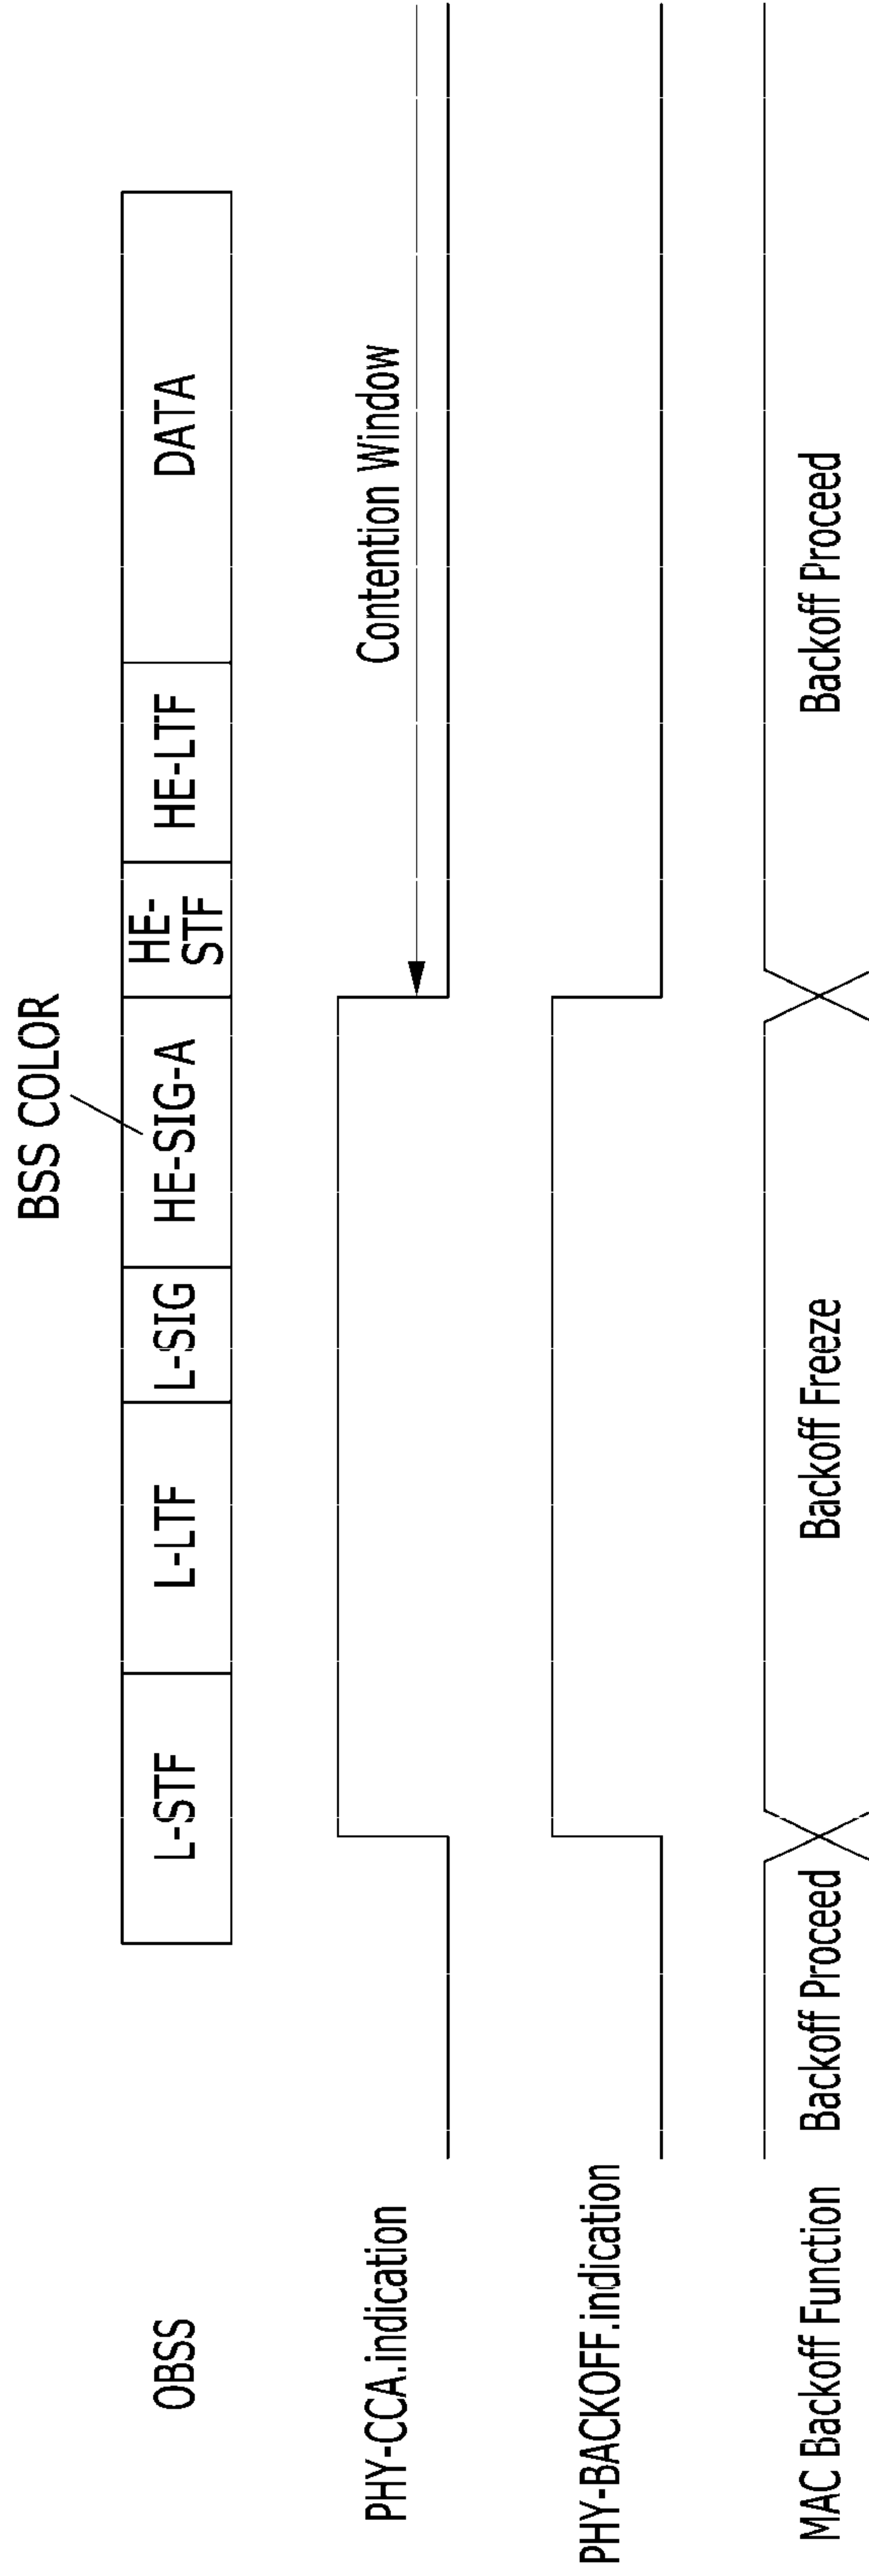 BSS COLOR
OBSS
L-STF
L-LTF
L-SIG
HE-SIG-A
HE-
STF
HE-LTF
DATA
PHY-CCA.indication
Contention Window
PHY-BACKOFF.indication
MAC Backoff Function
Backoff Proceed
Backoff Freeze
Backoff Proceed